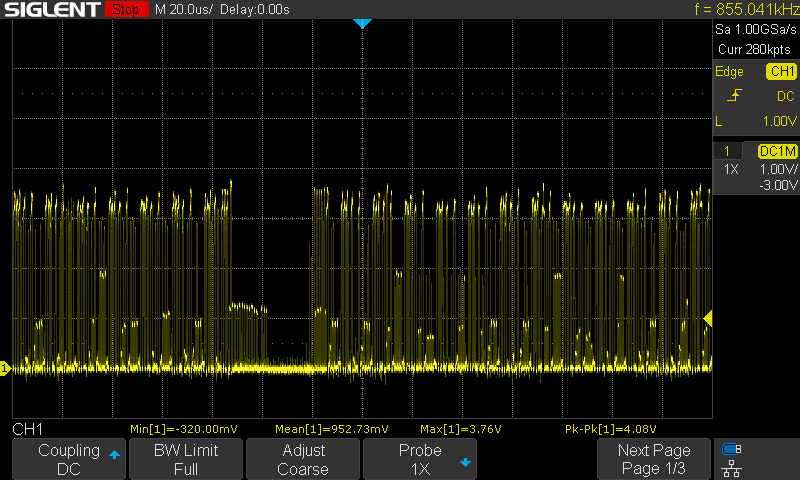 SIGLENT Stop M 20.0us/ Delay:0.00s f = 855.041kHz
Sa 1.00GSa/s
Curr 280kpts
Edge CH1
DC
L 1.00V
1 DC1M
1X 1.00V/
-3.00V
1
CH1 Min[1]=-320.00mV Mean[1]=952.73mV Max[1]=3.76V Pk-Pk[1]=4.08V
Coupling BW Limit Adjust Probe Next Page
DC Full Coarse 1X Page 1/3